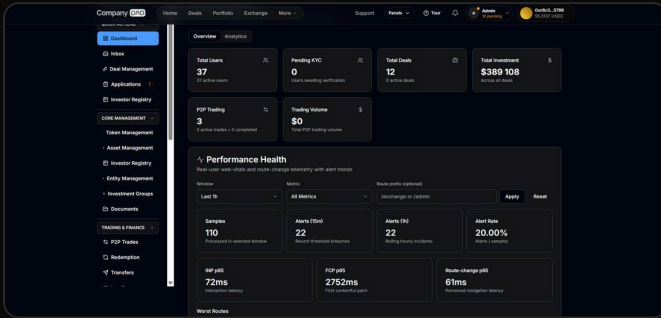 Company DFO
Home Deals Portfolio Exchange More
Support Panels Tour A Admin 12 pending
Dashboard
Inbox
Deal Management
Applications
Investor Registry
CORE MANAGEMENT
Token Management
Asset Management
Investor Registry
Entity Management
Investment Groups
Documents
TRADING & FINANCE
P2P Trades
Redemption
Transfers
Overview Analytics
Total Users
37
37 active users
Pending KYC
0
Users awaiting verification
Total Deals
12
0 active deals
Total Investment $
$389 108
Across all deals
P2P Trading
3
3 active trades • 0 completed
Trading Volume $
$0
Total P2P trading volume
Performance Health
Real-user web-vitals and route-change telemetry with alert trends
Window
Last 1h
Metric
All Metrics
Route prefix (optional)
/exchange or /admin
Apply Reset
Samples
110
Processed in selected window
Alerts (15m)
22
Recent threshold breaches
Alerts (1h)
22
Rolling hourly incidents
Alert Rate
20.00%
Alerts / samples
INP p95
72ms
Interaction latency
FCP p95
2752ms
First contentful paint
Route-change p95
61ms
Perceived navigation latency
Worst Routes